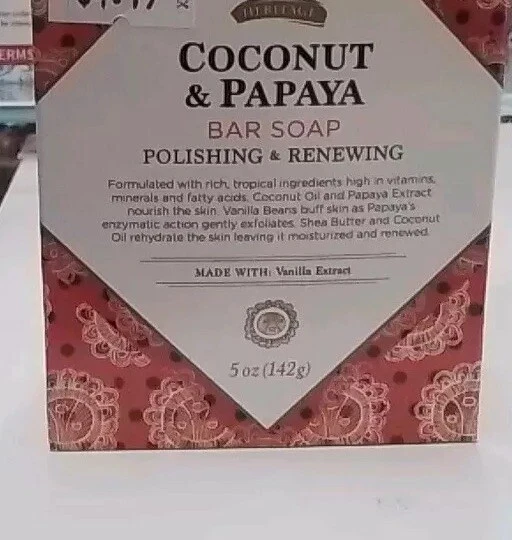 HERITAGE
COCONUT
& PAPAYA
BAR SOAP
POLISHING & RENEWING
Formulated with rich, tropical ingredients high in vitamins,
minerals and fatty acids. Coconut Oil and Papaya Extract
nourish the skin. Vanilla Beans buff skin as Papaya's
enzymatic action gently exfoliates. Shea Butter and Coconut
Oil rehydrate the skin leaving it moisturized and renewed.
MADE WITH: Vanilla Extract
5 oz (142g)
ERMS